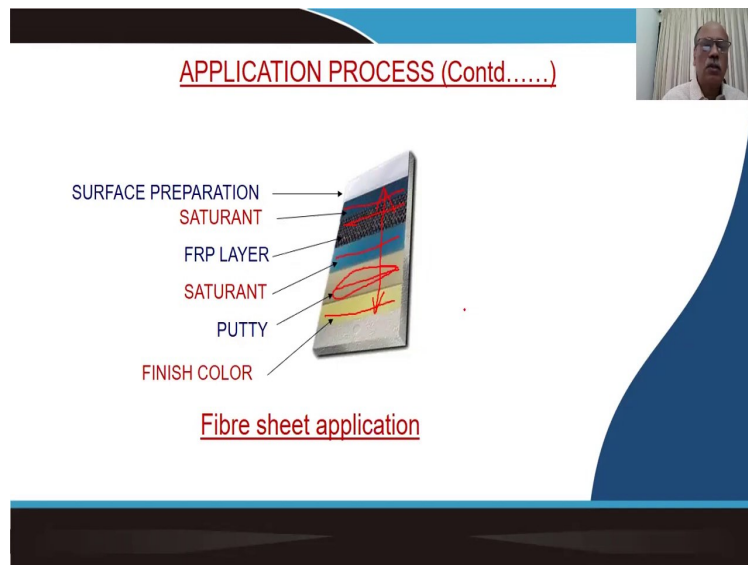 APPLICATION PROCESS (Contd......)
SURFACE PREPARATION
SATURANT
FRP LAYER
SATURANT
PUTTY
FINISH COLOR
Fibre sheet application